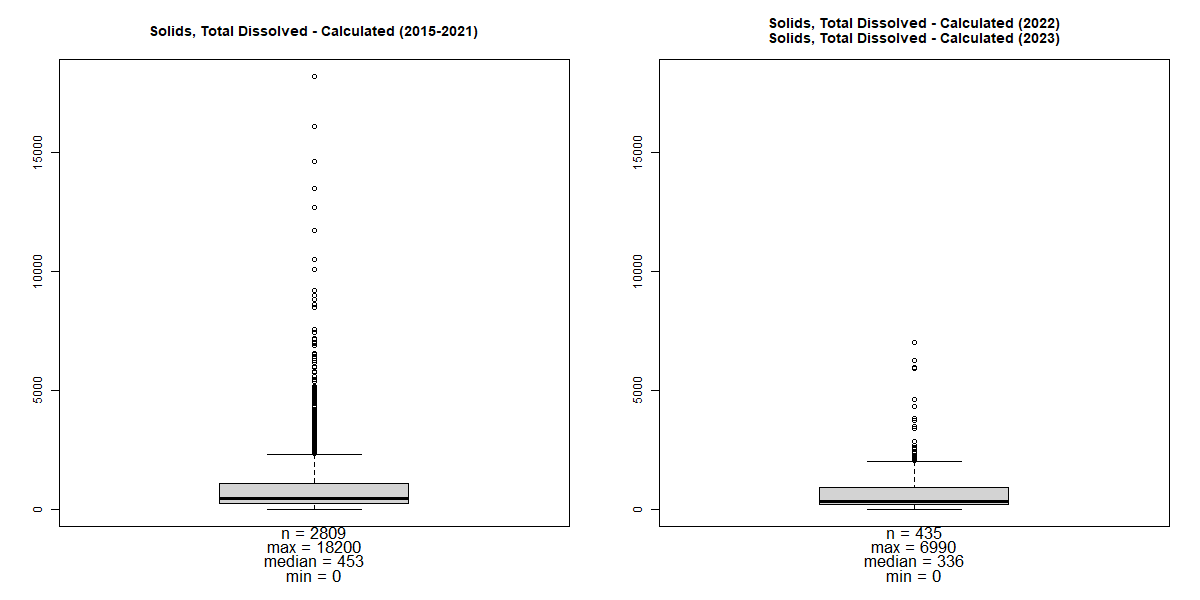 Solids, Total Dissolved - Calculated (2015-2021)
15000
10000
5000
0
n = 2809
max = 18200
median = 453
min = 0
Solids, Total Dissolved - Calculated (2022)
Solids, Total Dissolved - Calculated (2023)
15000
10000
5000
0
n = 435
max = 6990
median = 336
min = 0